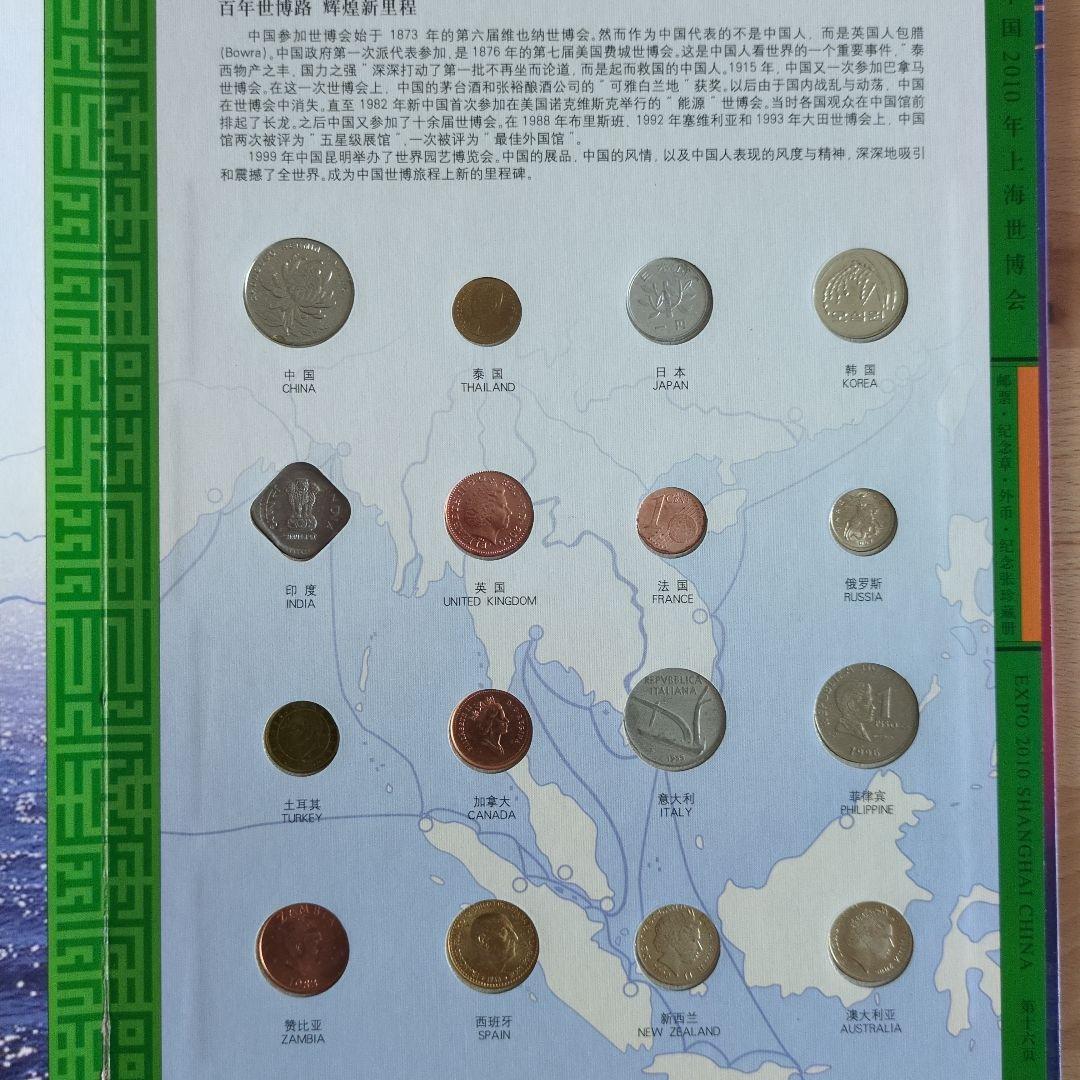 百年世博路 辉煌新里程
中国参加世博会始于 1873 年的第六届维也纳世博会。然而作为中国代表的不是中国人，而是英国人包腊
(Bowra)。中国政府第一次派代表参加，是 1876 年的第七届美国费城世博会。这是中国人看世界的一个重要事件，"泰
西物产之丰，国力之强"深深打动了第一批不再坐而论道，而是起而救国的中国人。1915 年，中国又一次参加巴拿马
世博会。在这一次世博会上，中国的茅台酒和张裕酿酒公司的"可雅白兰地"获奖。以后由于国内战乱与动荡，中国
在世博会中消失。直至 1982 年新中国首次参加在美国诺克维斯克举行的"能源"世博会。当时各国观众在中国馆前
排起了长龙。之后中国又参加了十余届世博会。在 1988 年布里斯班，1992 年塞维利亚和 1993 年大田世博会上，中国
馆两次被评为"五星级展馆"，一次被评为"最佳外国馆"。
1999 年中国昆明举办了世界园艺博览会。中国的展品，中国的风情，以及中国人表现的风度与精神，深深地吸引
和震撼了全世界。成为中国世博旅程上新的里程碑。
中国
CHINA
泰国
THAILAND
日本
JAPAN
韩国
KOREA
印度
INDIA
英国
UNITED KINGDOM
法国
FRANCE
俄罗斯
RUSSIA
REPVBBLICA
ITALIANA
1
1996
土耳其
TURKEY
加拿大
CANADA
意大利
ITALY
菲律宾
PHILIPPINE
ZAMBIA
1983
赞比亚
ZAMBIA
西班牙
SPAIN
新西兰
NEW ZEALAND
澳大利亚
AUSTRALIA
国 2010 年上海世博会
邮票·纪念章·外币·纪念张珍藏册
EXPO 2010 SHANGHAI CHINA
第十六页